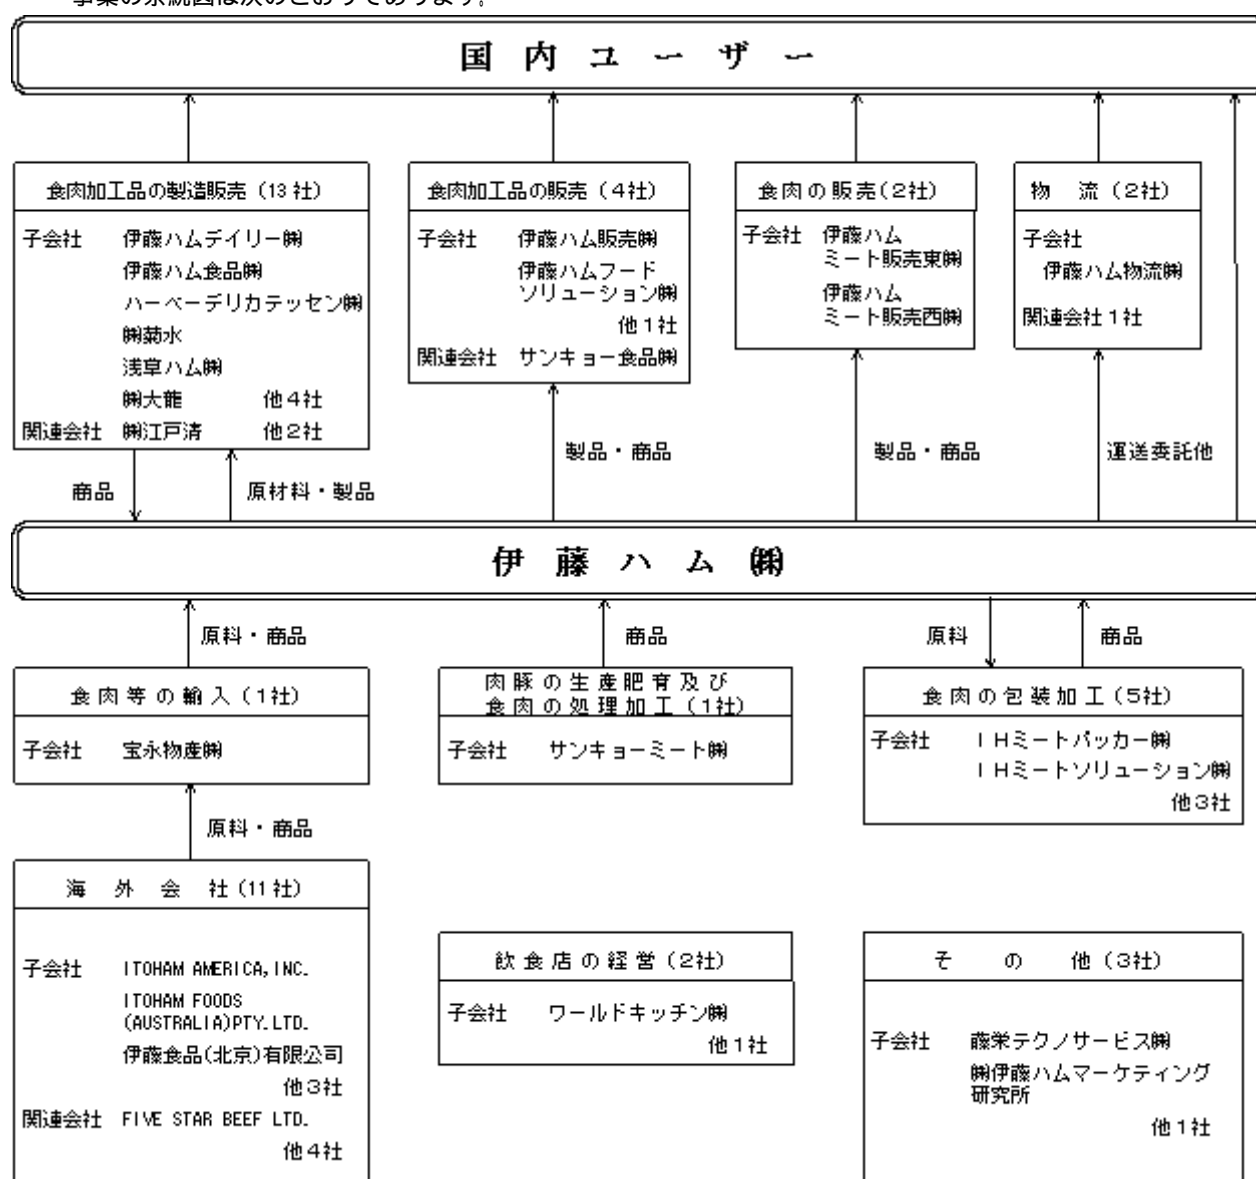 事業の系統図は次のとおりであります。
国内ユーザー
食肉加工品の製造販売（13社）
子会社 伊藤ハムデイリー㈱
伊藤ハム食品㈱
ハーベーデリカテッセン㈱
㈱菊水
浅草ハム㈱
㈱大龍 他4社
関連会社 ㈱江戸清 他2社
食肉加工品の販売（4社）
子会社 伊藤ハム販売㈱
伊藤ハムフード
ソリューション㈱
他1社
関連会社 サンキョー食品㈱
食肉の販売(2社)
子会社 伊藤ハム
ミート販売東㈱
伊藤ハム
ミート販売西㈱
物流（2社）
子会社
伊藤ハム物流㈱
関連会社1社
商品
原材料・製品
製品・商品
製品・商品
運送委託他
伊藤ハム㈱
原料・商品
商品
原料
商品
食肉等の輸入（1社）
子会社 宝永物産㈱
肉豚の生産肥育及び
食肉の処理加工（1社）
子会社 サンキョーミート㈱
食肉の包装加工（5社）
子会社 IHミートパッカー㈱
IHミートソリューション㈱
他3社
原料・商品
海外会社（11社）
子会社 ITOHAM AMERICA,INC.
ITOHAM FOODS
(AUSTRALIA)PTY.LTD.
伊藤食品(北京)有限公司
他3社
関連会社 FIVE STAR BEEF LTD.
他4社
飲食店の経営（2社）
子会社 ワールドキッチン㈱
他1社
その他（3社）
子会社 藤栄テクノサービス㈱
㈱伊藤ハムマーケティング
研究所
他1社